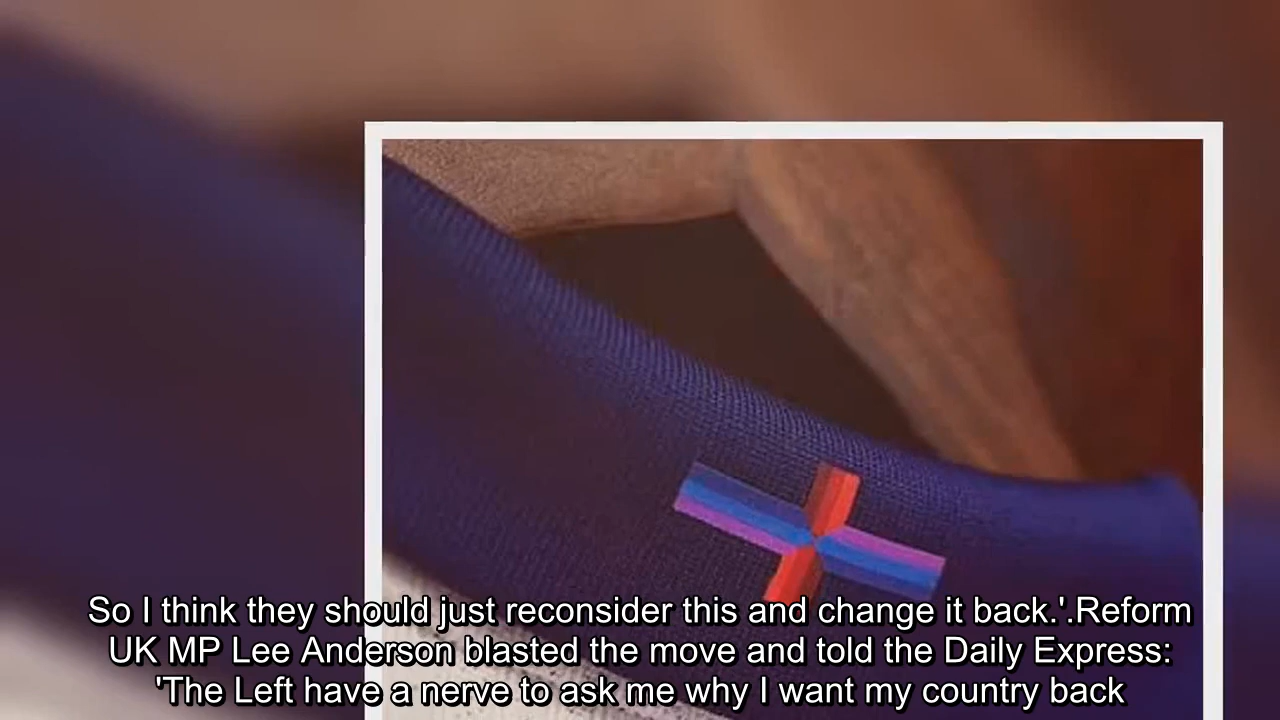 So I think they should just reconsider this and change it back.'.Reform
UK MP Lee Anderson blasted the move and told the Daily Express:
'The Left have a nerve to ask me why I want my country back